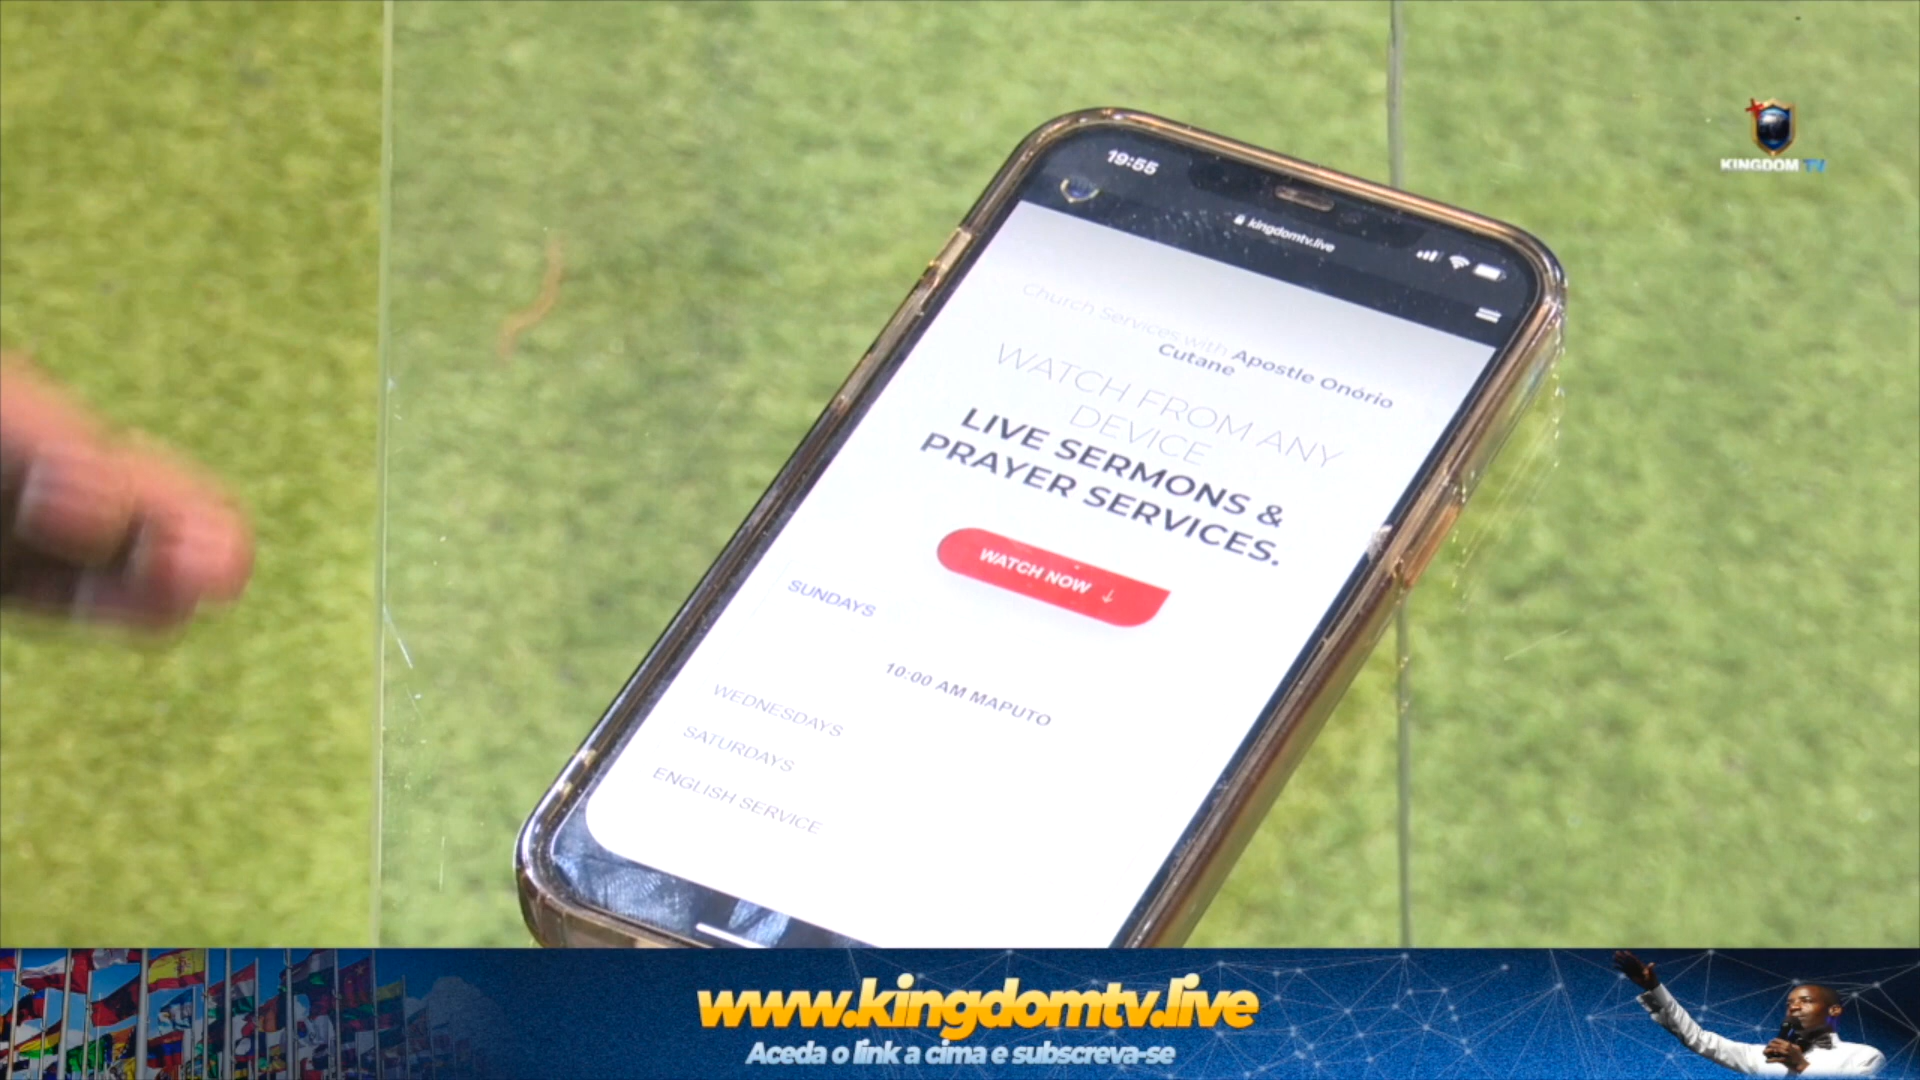 KINGDOM TV
19:55
kingdomtv.live
Church Services with Apostle Onório
Cutane
WATCH FROM ANY
DEVICE
LIVE SERMONS &
PRAYER SERVICES.
WATCH NOW ↓
SUNDAYS
10:00 AM MAPUTO
WEDNESDAYS
SATURDAYS
ENGLISH SERVICE
www.kingdomtv.live
Aceda o link a cima e subscreva-se